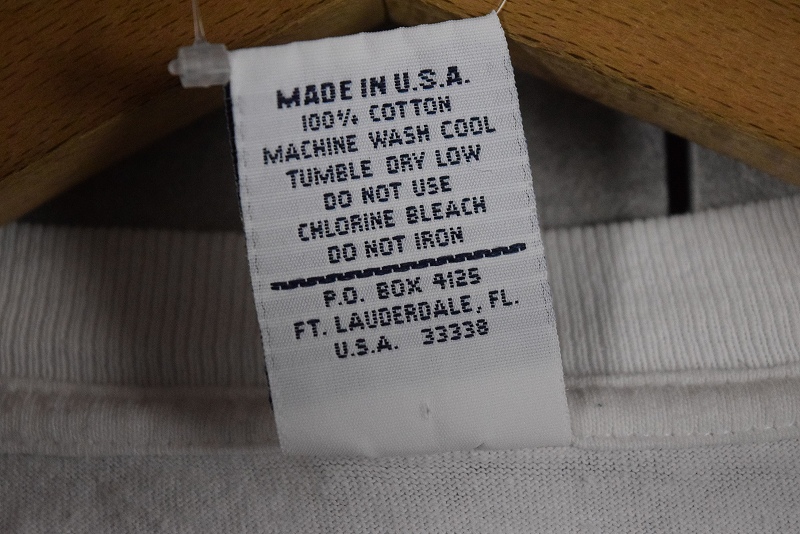 MADE IN U.S.A.
100% COTTON
MACHINE WASH COOL
TUMBLE DRY LOW
DO NOT USE
CHLORINE BLEACH
DO NOT IRON
P.O. BOX 4125
FT. LAUDERDALE, FL.
U.S.A. 33338